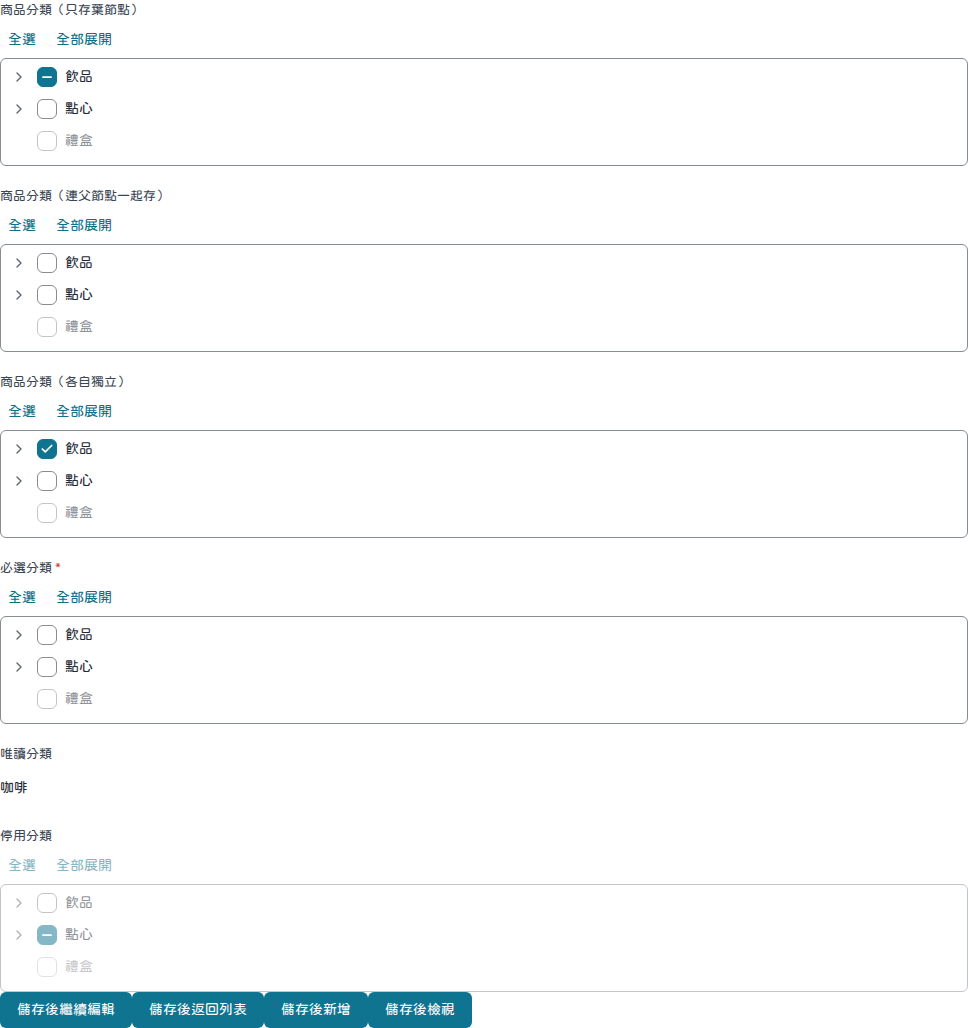 商品分類（只存葉節點）
全選 全部展開
飲品
點心
禮盒
商品分類（連父節點一起存）
全選 全部展開
飲品
點心
禮盒
商品分類（各自獨立）
全選 全部展開
飲品
點心
禮盒
必選分類 *
全選 全部展開
飲品
點心
禮盒
唯讀分類
咖啡
停用分類
全選 全部展開
飲品
點心
禮盒
儲存後繼續編輯 儲存後返回列表 儲存後新增 儲存後檢視